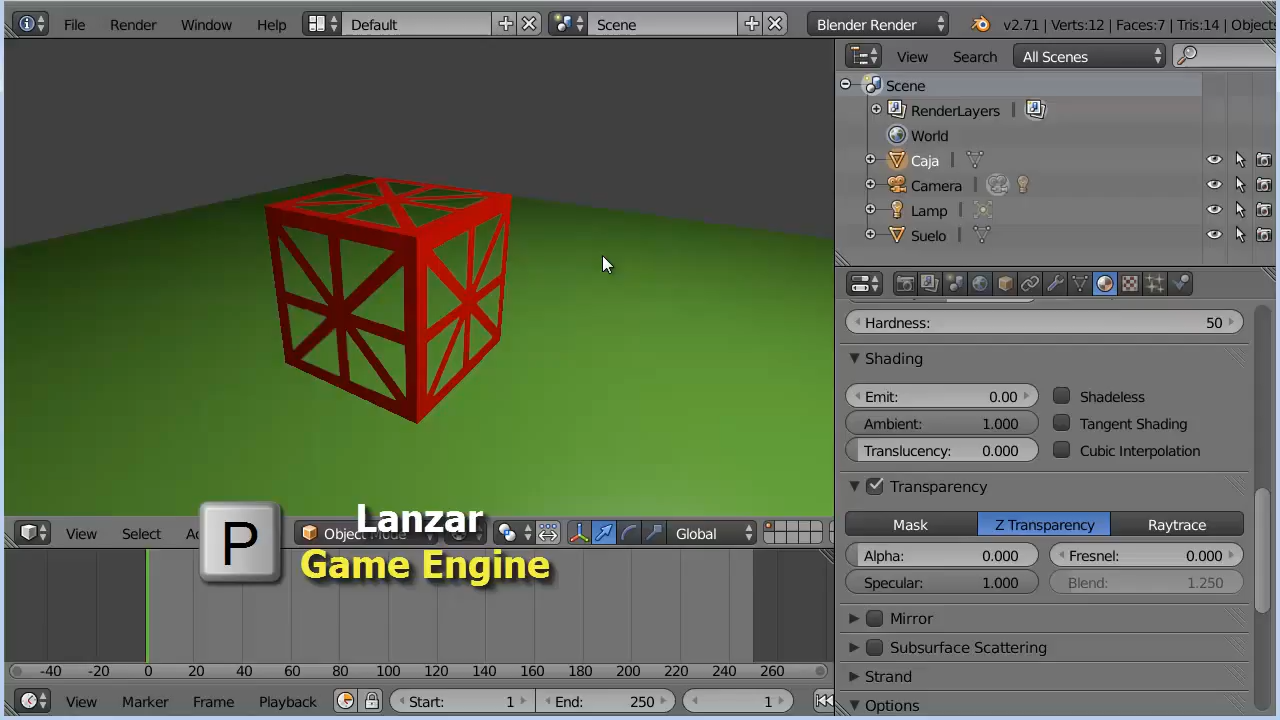 File Render Window Help Default Scene Blender Render v2.71 | Verts:12 | Faces:7 | Tris:14 | Object
View Search All Scenes
Scene
RenderLayers
World
Caja
Camera
Lamp
Suelo
Hardness: 50
Shading
Emit: 0.00 Shadeless
Ambient: 1.000 Tangent Shading
Translucency: 0.000 Cubic Interpolation
Transparency
Mask Z Transparency Raytrace
Alpha: 0.000 Fresnel: 0.000
Specular: 1.000 Blend: 1.250
Mirror
Subsurface Scattering
Strand
Options
View Select Object Mode Global
P
Lanzar
Game Engine
-40 -20 0 20 40 60 80 100 120 140 160 180 200 220 240 260
View Marker Frame Playback Start: 1 End: 250 1